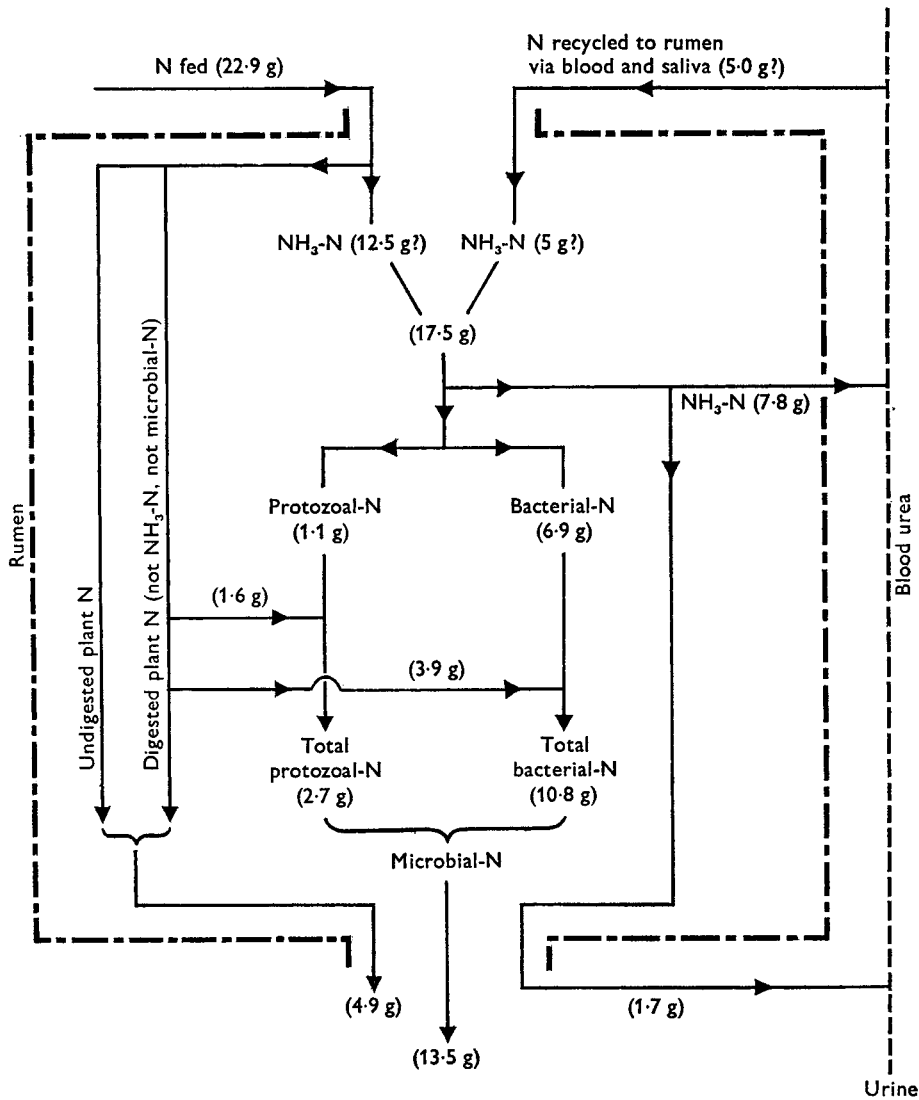 N fed (22·9 g)
N recycled to rumen
via blood and saliva (5·0 g?)
NH₃-N (12·5 g?)
NH₃-N (5 g?)
(17·5 g)
NH₃-N (7·8 g)
Protozoal-N
(1·1 g)
Bacterial-N
(6·9 g)
Rumen
Undigested plant N
Digested plant N (not NH₃-N, not microbial-N)
Blood urea
(1·6 g)
(3·9 g)
Total
protozoal-N
(2·7 g)
Total
bacterial-N
(10·8 g)
Microbial-N
(4·9 g)
(1·7 g)
(13·5 g)
Urine